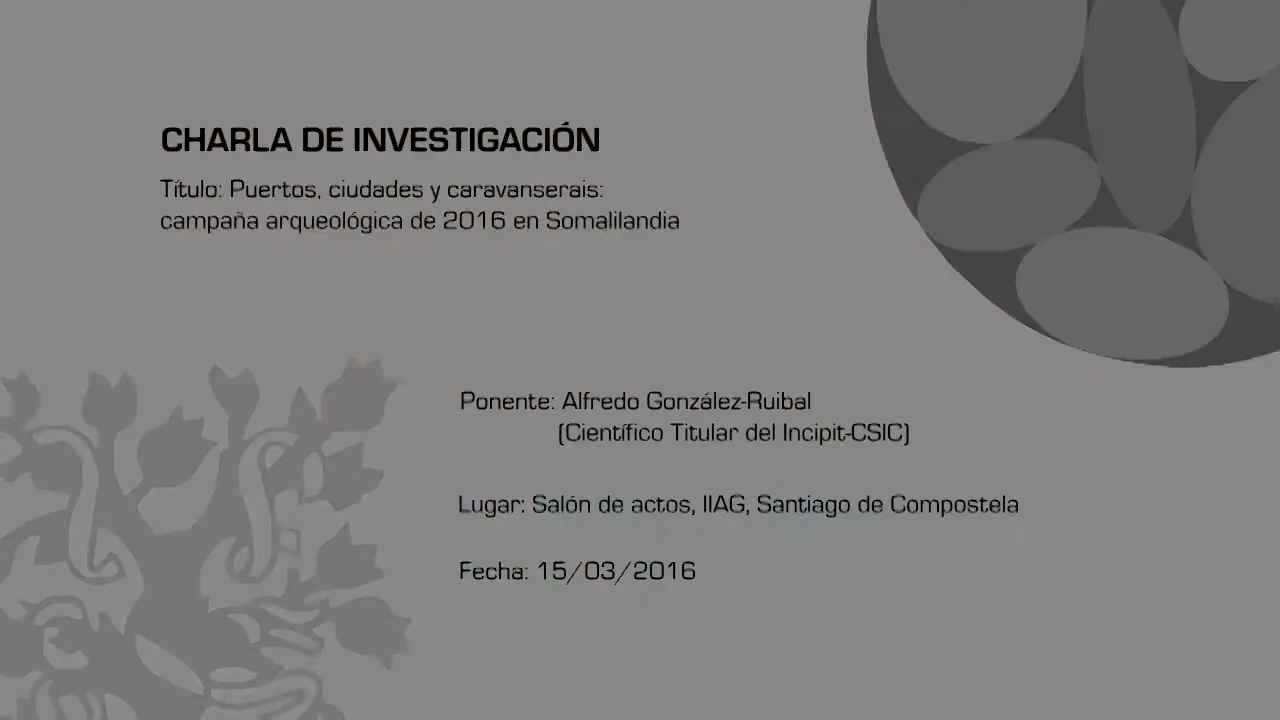 CHARLA DE INVESTIGACIÓN
Título: Puertos, ciudades y caravanserais:
campaña arqueológica de 2016 en Somalilandia
Ponente: Alfredo González-Ruibal
(Científico Titular del Incipit-CSIC)
Lugar: Salón de actos, IIAG, Santiago de Compostela
Fecha: 15/03/2016